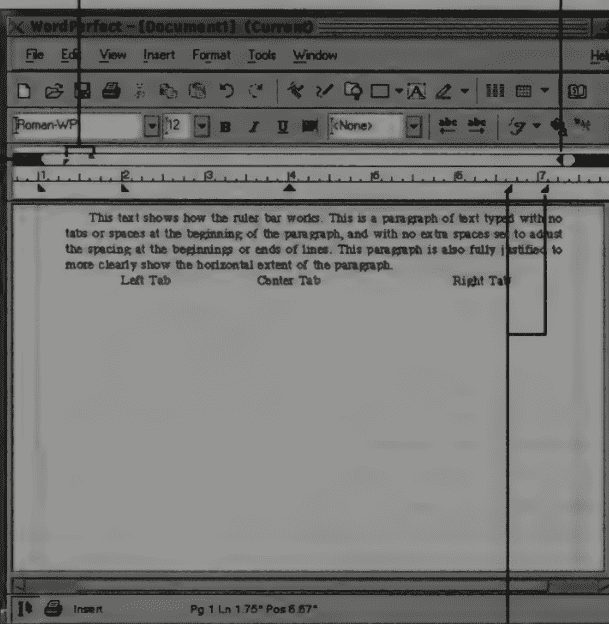 WordPerfect - [Document1] (Current)
File Edit View Insert Format Tools Window
Roman-WP 12 B I U <None> abc abc
1 2 3 4 5 6 7
This text shows how the ruler bar works. This is a paragraph of text typed with no
tabs or spaces at the beginning of the paragraph, and with no extra spaces set to adjust
the spacing at the beginnings or ends of lines. This paragraph is also fully justified to
more clearly show the horizontal extent of the paragraph.
Left Tab Center Tab Right Tab
Insert Pg 1 Ln 1.75" Pos 6.67"